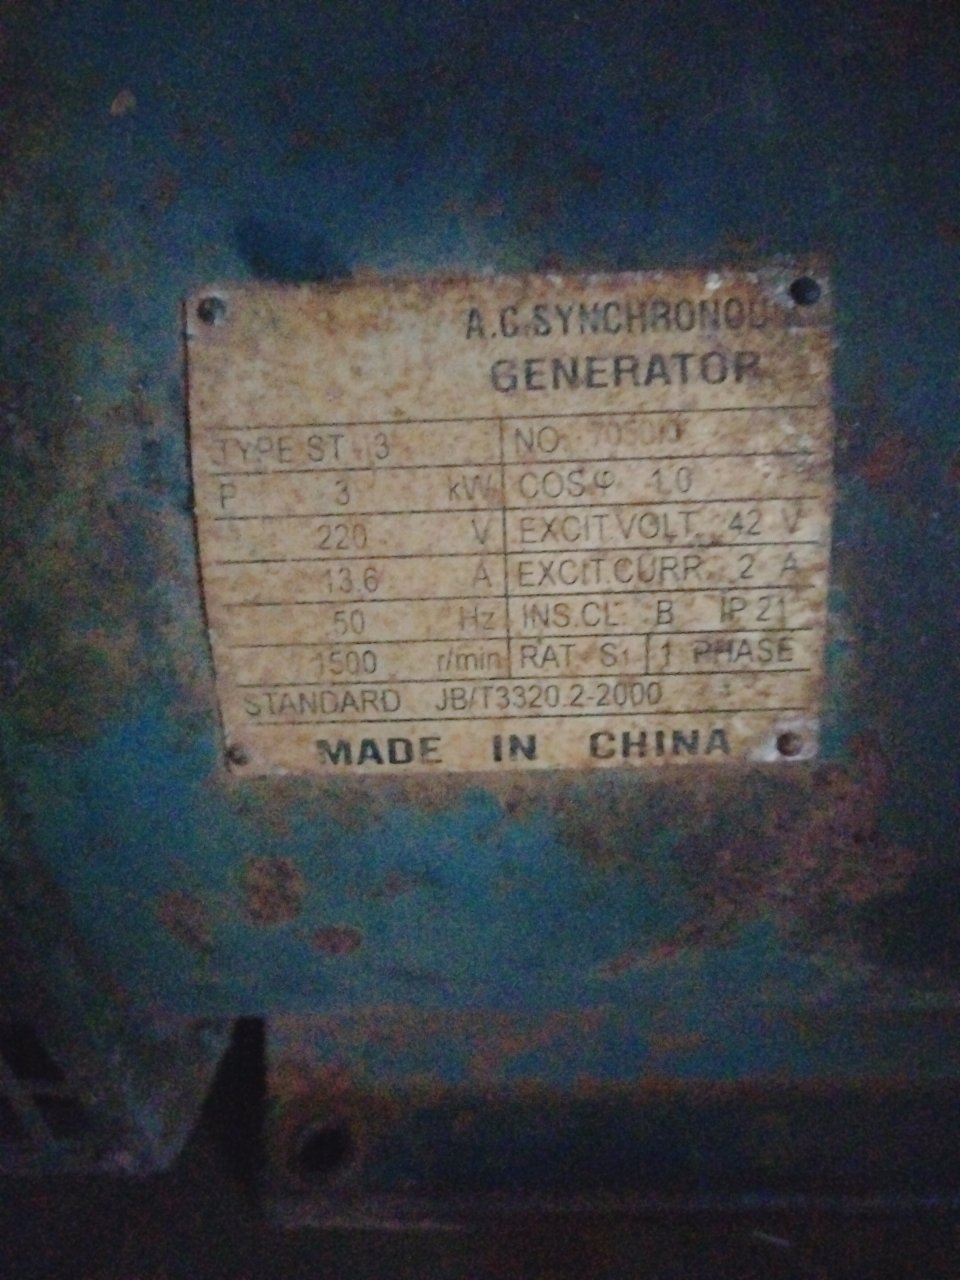 A.C.SYNCHRONOU
GENERATOR
TYPE ST 3 NO.
P 3 kW COSφ 1.0
220 V EXCIT.VOLT. 42 V
13.6 A EXCIT.CURR. 2 A
50 Hz INS.CL. B IP 21
1500 r/min RAT S1 1 PHASE
STANDARD JB/T3320.2-2000
MADE IN CHINA